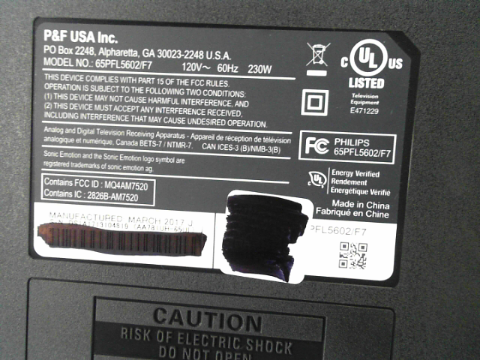 P&F USA Inc.
PO Box 2248, Alpharetta, GA 30023-2248 U.S.A.
MODEL NO.: 65PFL5602/F7 120V~ 60Hz 230W
THIS DEVICE COMPLIES WITH PART 15 OF THE FCC RULES.
OPERATION IS SUBJECT TO THE FOLLOWING TWO CONDITIONS:
(1) THIS DEVICE MAY NOT CAUSE HARMFUL INTERFERENCE, AND
(2) THIS DEVICE MUST ACCEPT ANY INTERFERENCE RECEIVED,
INCLUDING INTERFERENCE THAT MAY CAUSE UNDESIRED OPERATION.
Analog and Digital Television Receiving Apparatus - Appareil de réception de télévision
analogique et numérique, Canada BETS-7 / NTMR-7. CAN ICES-3 (B)/NMB-3(B)
Sonic Emotion and the Sonic Emotion logo symbol are
registered trademarks of sonic emotion ag.
Contains FCC ID : MQ4AM7520
Contains IC : 2826B-AM7520
MANUFACTURED MARCH 2017
C UL US
LISTED
Television
Equipment
E471229
FC PHILIPS
65PFL5602/F7
Energy Verified
Rendement
Energétique Vérifié
Made in China
Fabriqué en Chine
PFL5602/F7
CAUTION
RISK OF ELECTRIC SHOCK
DO NOT OPEN